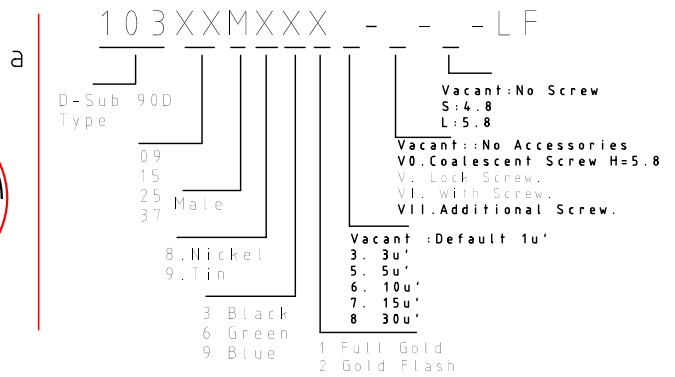 103XXMXXX - - -LF
a
Vacant:No Screw
S:4.8
L:5.8
D-Sub 90D
Type
Vacant::No Accessories
V0.Coalescent Screw H=5.8
V. Lock Screw.
VI. With Screw.
VII.Additional Screw.
09
15
25
37
Male
Vacant :Default 1u'
3. 3u'
5. 5u'
6. 10u'
7. 15u'
8 30u'
8.Nickel
9.Tin
3 Black
6 Green
9 Blue
1 Full Gold
2 Gold Flash